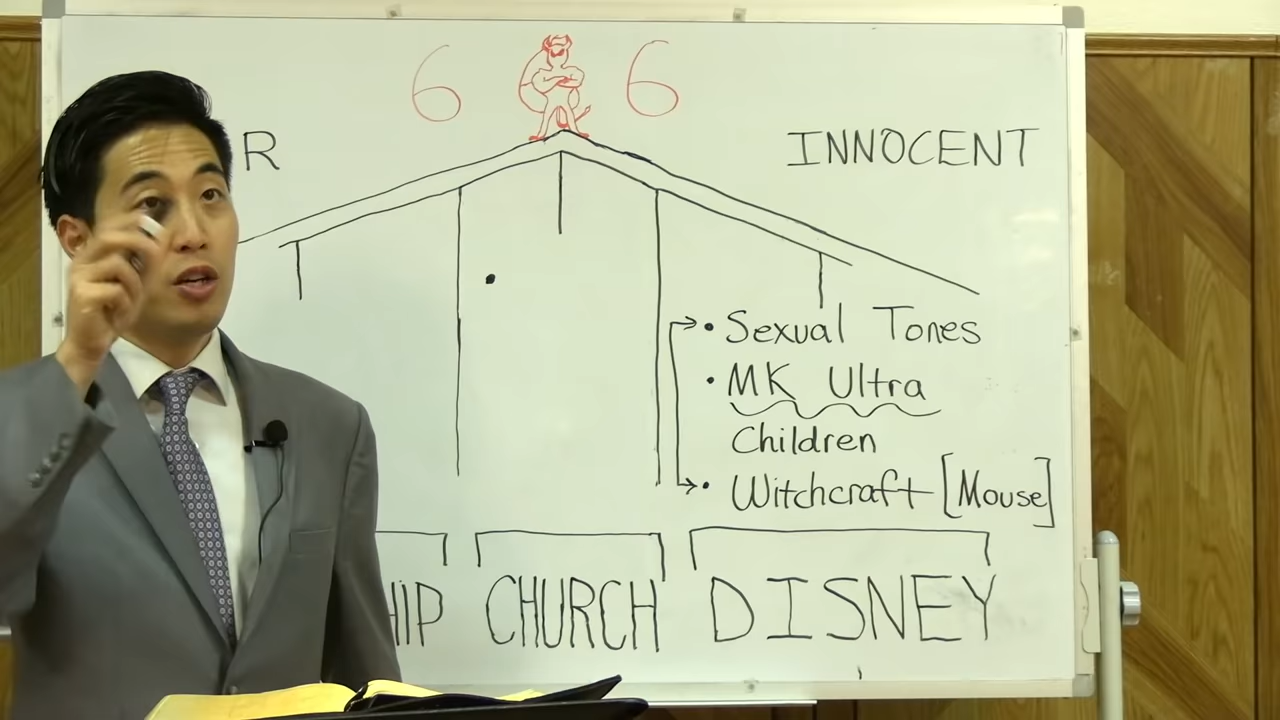 6 6
R INNOCENT
• Sexual Tones
• MK Ultra
Children
• Witchcraft [Mouse]
HIP CHURCH DISNEY